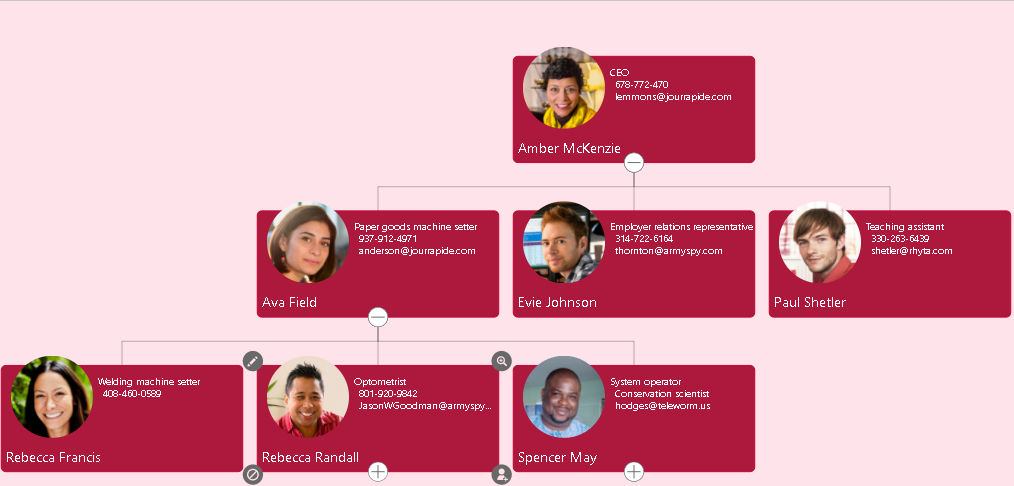 CEO
678-772-470
lemmons@jourrapide.com
Amber McKenzie
Paper goods machine setter
937-912-4971
anderson@jourrapide.com
Ava Field
Employer relations representative
314-722-6164
thornton@armyspy.com
Evie Johnson
Teaching assistant
330-263-6439
shetler@rhyta.com
Paul Shetler
Welding machine setter
408-460-0589
Rebecca Francis
Optometrist
801-920-9842
JasonWGoodman@armyspy...
Rebecca Randall
System operator
Conservation scientist
hodges@teleworm.us
Spencer May